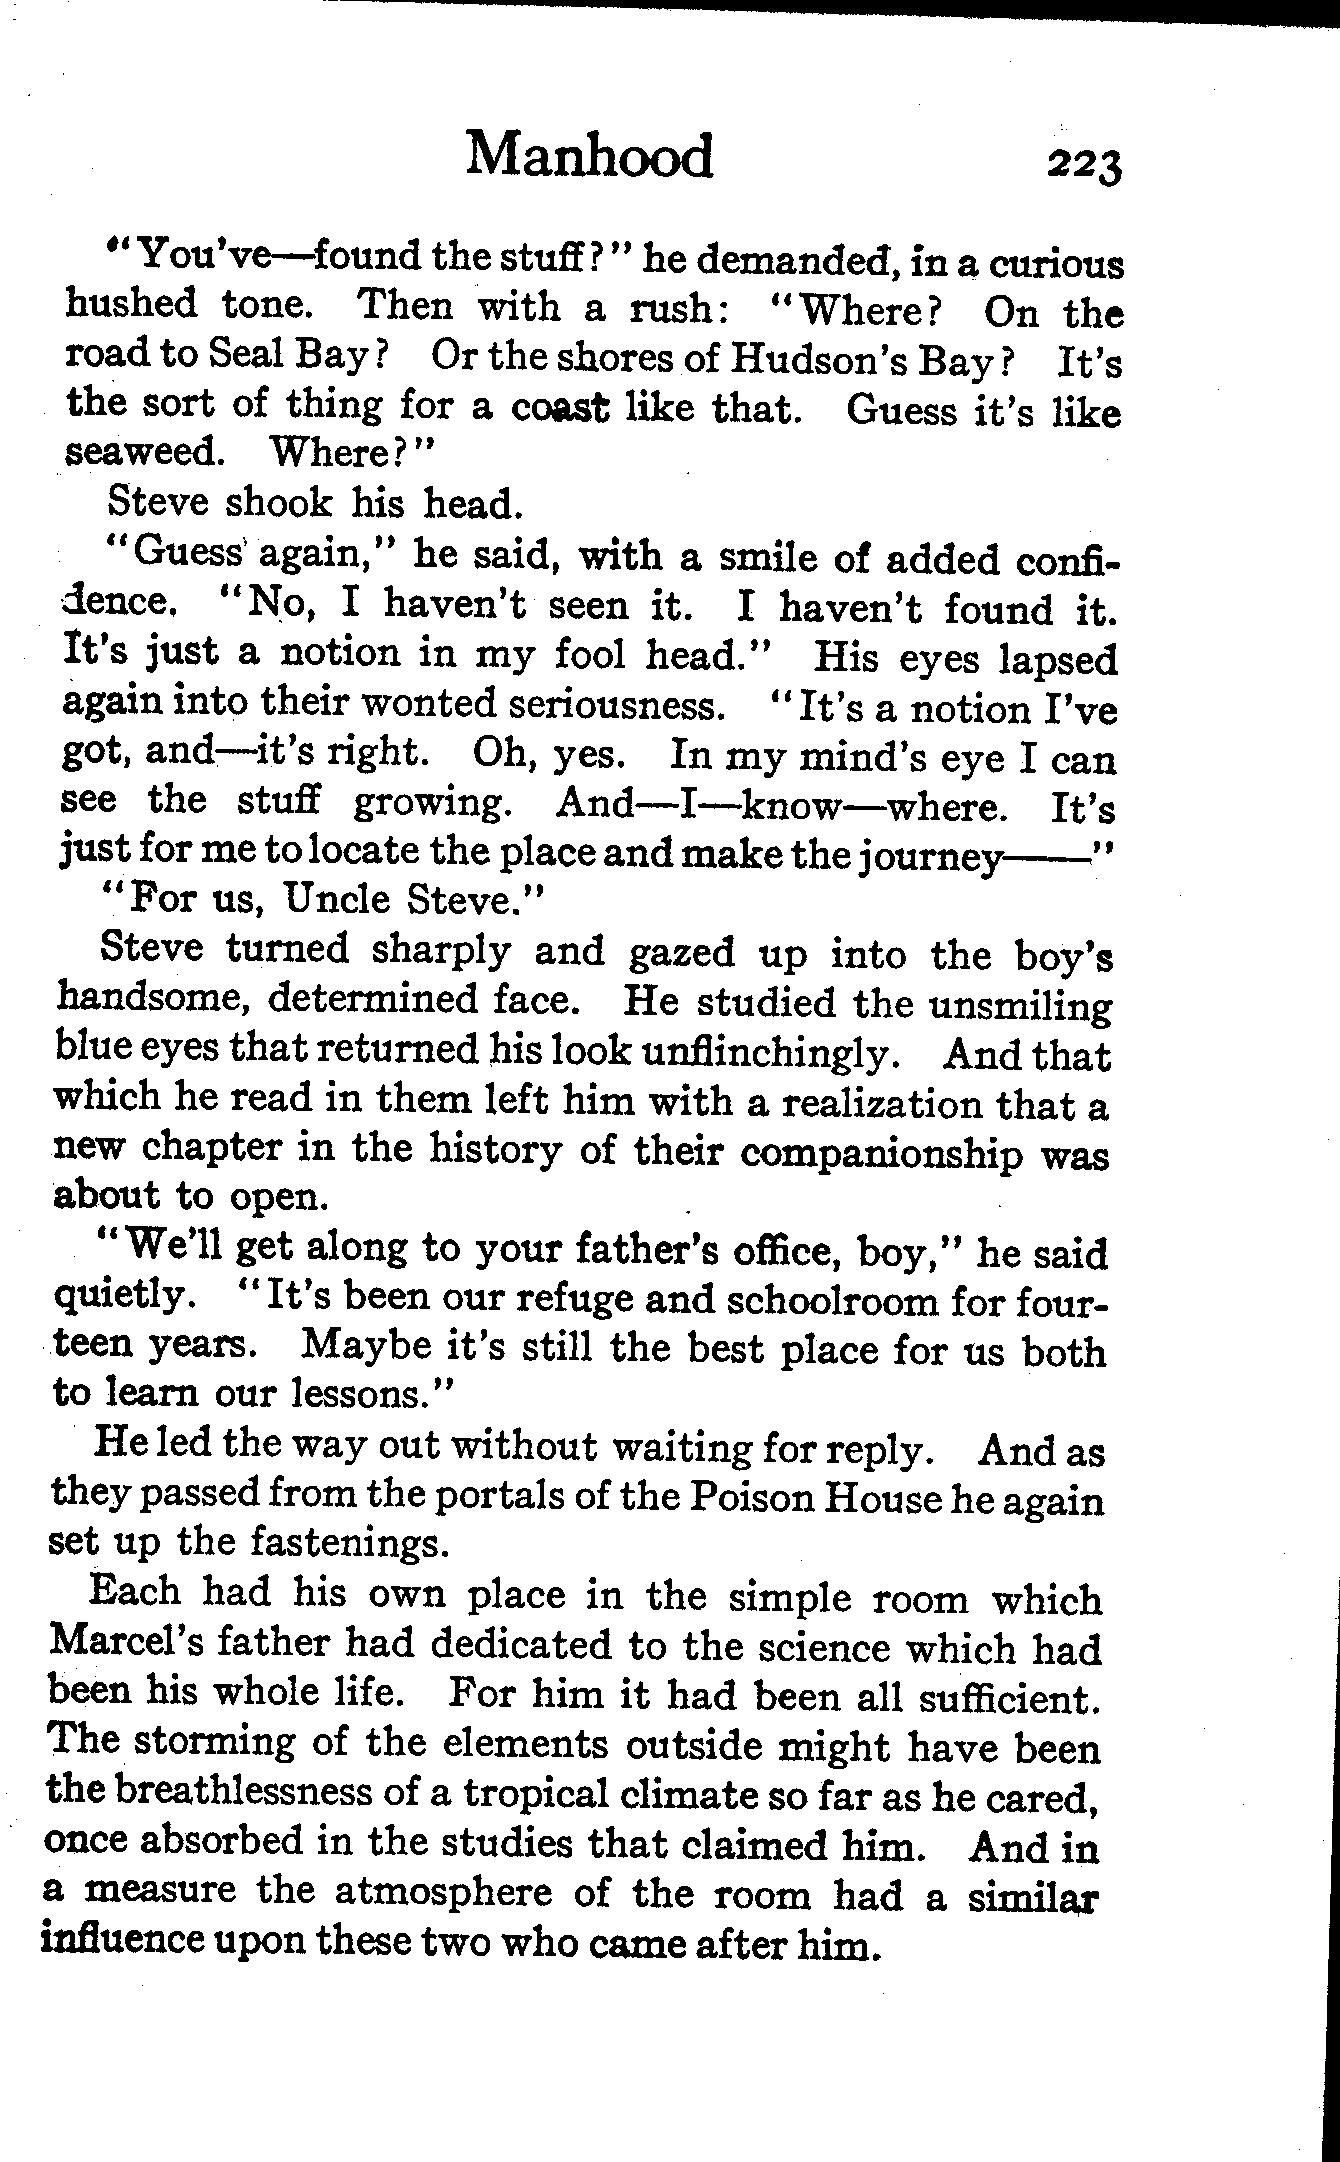 Manhood 223
"You've—found the stuff?" he demanded, in a curious
hushed tone. Then with a rush: "Where? On the
road to Seal Bay? Or the shores of Hudson's Bay? It's
the sort of thing for a coast like that. Guess it's like
seaweed. Where?"
Steve shook his head.
"Guess again," he said, with a smile of added confi-
dence. "No, I haven't seen it. I haven't found it.
It's just a notion in my fool head." His eyes lapsed
again into their wonted seriousness. "It's a notion I've
got, and—it's right. Oh, yes. In my mind's eye I can
see the stuff growing. And—I—know—where. It's
just for me to locate the place and make the journey——"
"For us, Uncle Steve."
Steve turned sharply and gazed up into the boy's
handsome, determined face. He studied the unsmiling
blue eyes that returned his look unflinchingly. And that
which he read in them left him with a realization that a
new chapter in the history of their companionship was
about to open.
"We'll get along to your father's office, boy," he said
quietly. "It's been our refuge and schoolroom for four-
teen years. Maybe it's still the best place for us both
to learn our lessons."
He led the way out without waiting for reply. And as
they passed from the portals of the Poison House he again
set up the fastenings.
Each had his own place in the simple room which
Marcel's father had dedicated to the science which had
been his whole life. For him it had been all sufficient.
The storming of the elements outside might have been
the breathlessness of a tropical climate so far as he cared,
once absorbed in the studies that claimed him. And in
a measure the atmosphere of the room had a similar
influence upon these two who came after him.